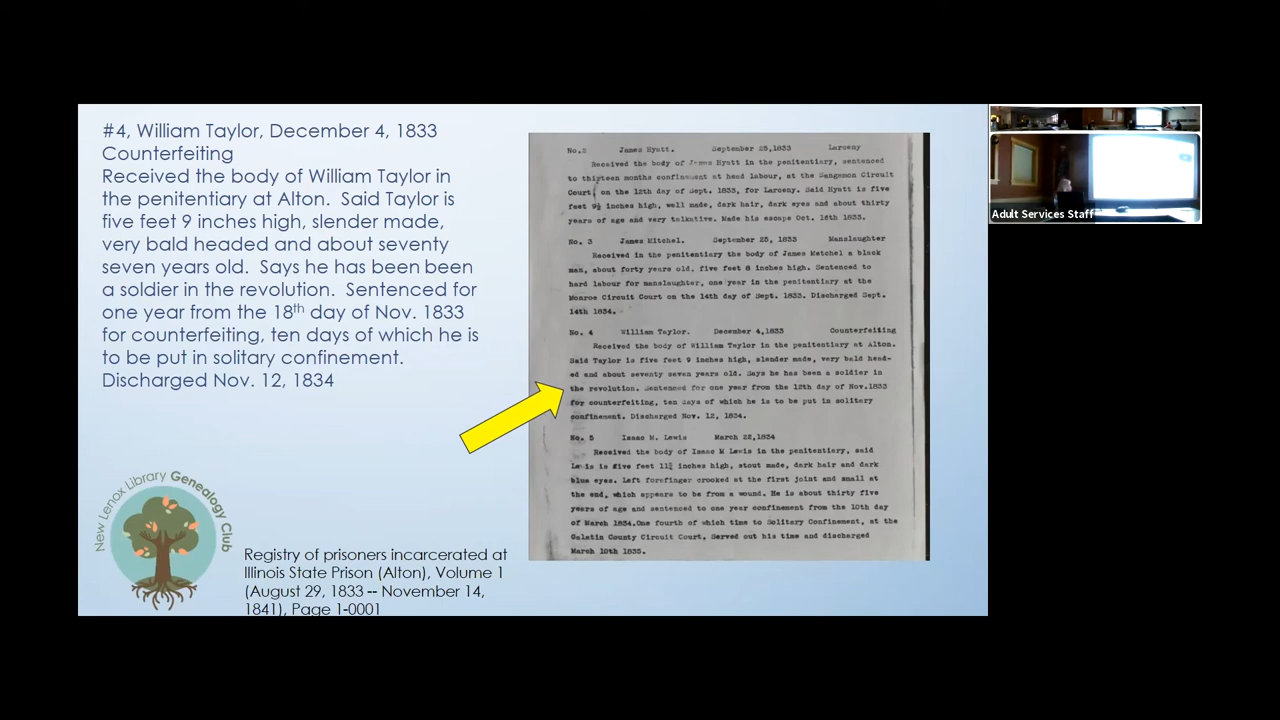 #4, William Taylor, December 4, 1833
Counterfeiting
Received the body of William Taylor in
the penitentiary at Alton.  Said Taylor is
five feet 9 inches high, slender made,
very bald headed and about seventy
seven years old.  Says he has been been
a soldier in the revolution.  Sentenced for
one year from the 18th day of Nov. 1833
for counterfeiting, ten days of which he is
to be put in solitary confinement.
Discharged Nov. 12, 1834
New Lenox Library Genealogy Club
Registry of prisoners incarcerated at
Illinois State Prison (Alton), Volume 1
(August 29, 1833 -- November 14,
1841), Page 1-0001
No.2 James Hyatt. September 25,1833 Larceny
Received the body of James Hyatt in the penitentiary, sentenced
to thirteen months confinement at head labour, at the Sangamon Circuit
Court, on the 12th day of Sept. 1833, for Larceny. Said Hyatt is five
feet 9½ inches high, well made, dark hair, dark eyes and about thirty
years of age and very talkative. Made his escape Oct. 16th 1833.
No. 3 James Mitchel. September 25, 1833 Manslaughter
Received in the penitentiary the body of James Metchel a black
man, about forty years old, five feet 8 inches high. Sentenced to
hard labour for manslaughter, one year in the penitentiary at the
Monroe Circuit Court on the 14th day of Sept. 1833. Discharged Sept.
14th 1834.
No. 4 William Taylor. December 4,1833 Counterfeiting
Received the body of William Taylor in the penitentiary at Alton.
Said Taylor is five feet 9 inches high, slender made, very bald head-
ed and about seventy seven years old. Says he has been a soldier in
the revolution. Sentenced for one year from the 12th day of Nov.1833
for counterfeiting, ten days of which he is to be put in solitary
confinement. Discharged Nov. 12, 1834.
No. 5 Isaac M. Lewis March 22,1834
Received the body of Isaac M Lewis in the penitentiary, said
Lewis is five feet 11½ inches high, stout made, dark hair and dark
blue eyes. Left forefinger crooked at the first joint and small at
the end, which appears to be from a wound. He is about thirty five
years of age and sentenced to one year confinement from the 10th day
of March 1834.One fourth of which time to Solitary Confinement, at the
Galatin County Circuit Court, Served out his time and discharged
March 10th 1835.
Adult Services Staff